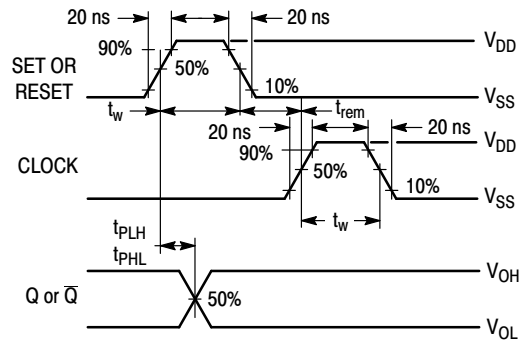 20 ns
20 ns
V_DD
90%
SET OR
RESET
50%
10%
V_SS
t_w
t_rem
20 ns
20 ns
V_DD
90%
CLOCK
50%
10%
V_SS
t_w
t_PLH
t_PHL
V_OH
Q or Q̅
50%
V_OL